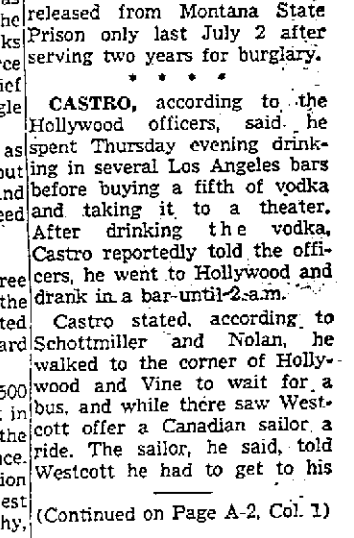 released from Montana State
Prison only last July 2 after
serving two years for burglary.
* * * *
CASTRO, according to the
Hollywood officers, said he
spent Thursday evening drink-
ing in several Los Angeles bars
before buying a fifth of vodka
and taking it to a theater.
After drinking the vodka,
Castro reportedly told the offi-
cers, he went to Hollywood and
drank in a bar until 2 a.m.
Castro stated, according to
Schottmiller and Nolan, he
walked to the corner of Holly-
wood and Vine to wait for a
bus, and while there saw West-
cott offer a Canadian sailor a
ride. The sailor, he said, told
Westcott he had to get to his
(Continued on Page A-2, Col. 1)